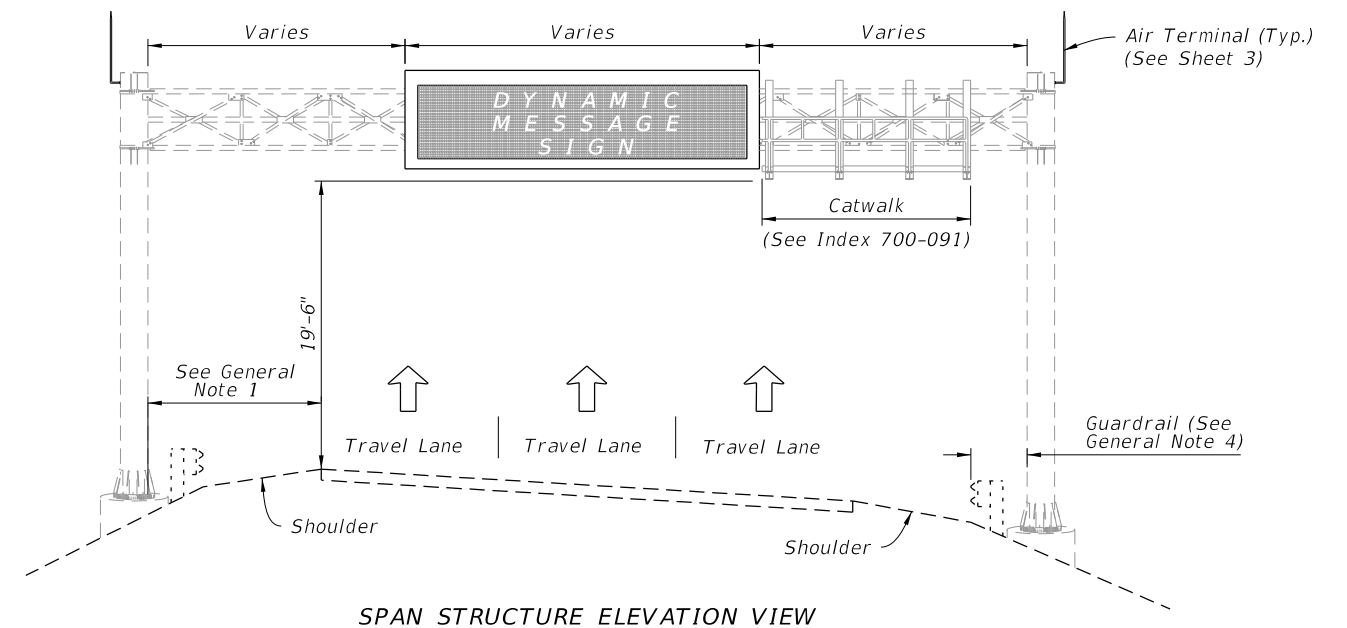 Varies
Varies
Varies
Air Terminal (Typ.)
(See Sheet 3)
DYNAMIC
MESSAGE
SIGN
Catwalk
(See Index 700-091)
19'-6"
See General
Note 1
Travel Lane
Travel Lane
Travel Lane
Guardrail (See
General Note 4)
Shoulder
Shoulder
SPAN STRUCTURE ELEVATION VIEW